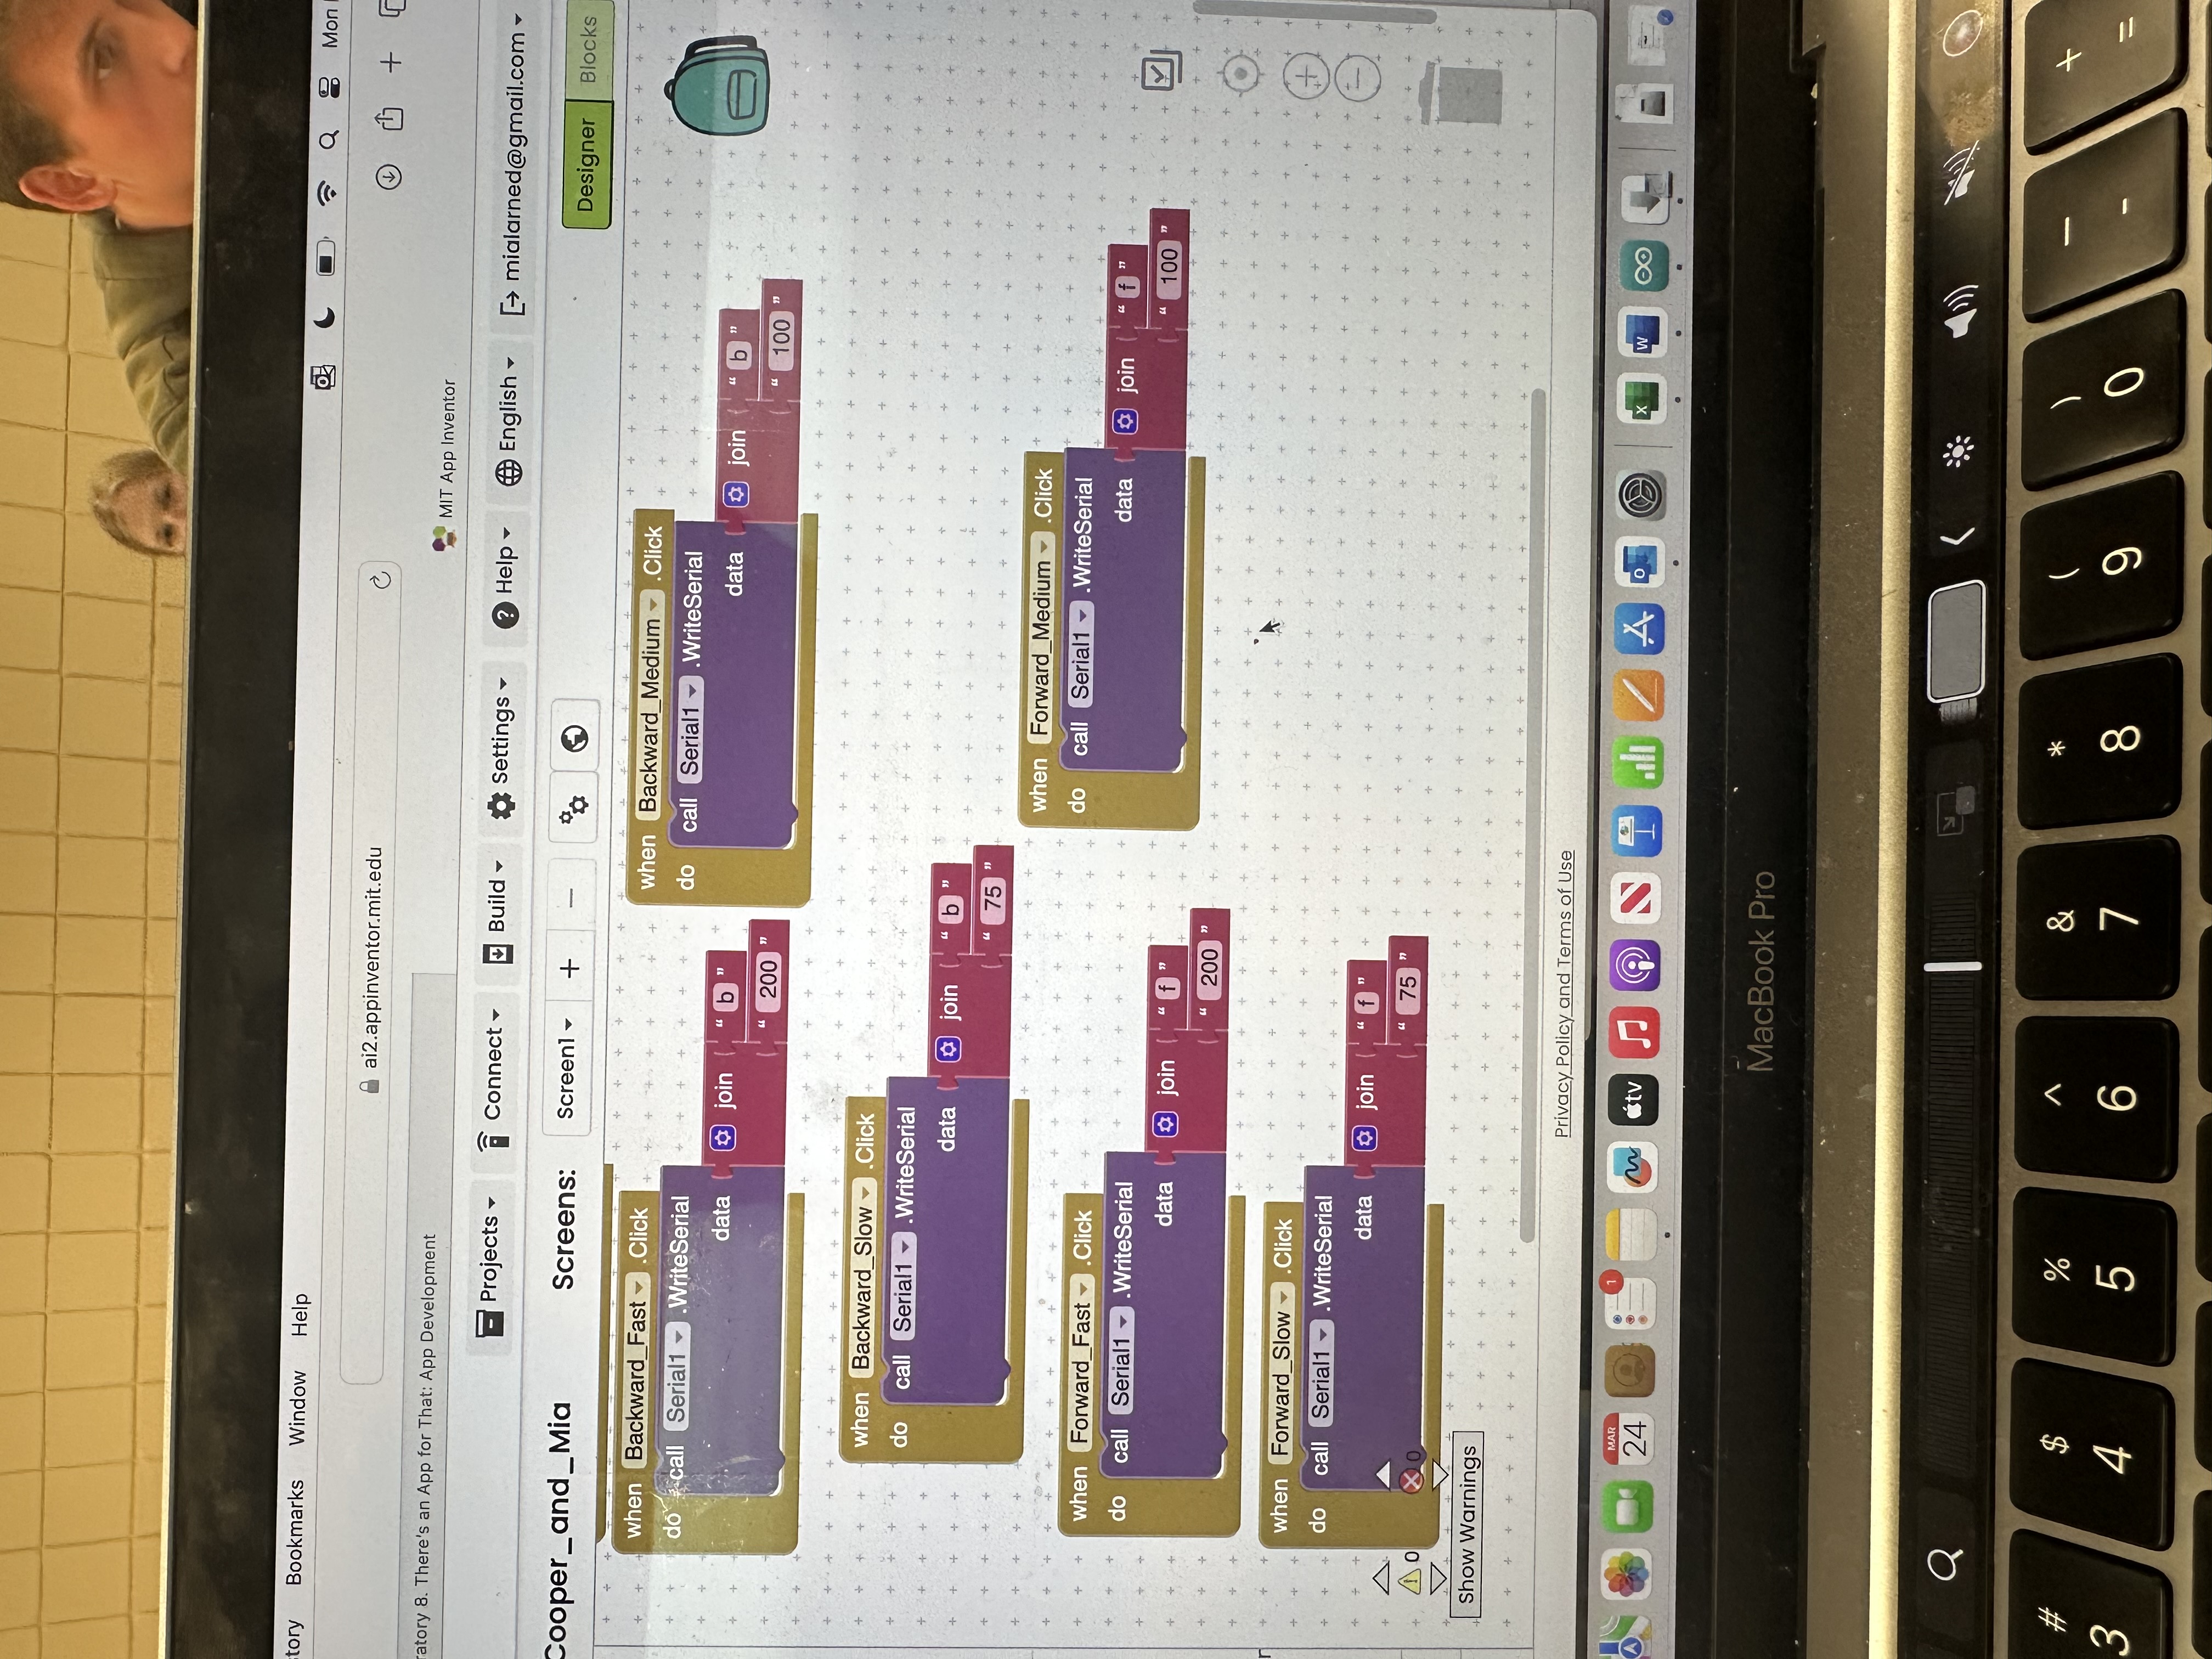 story Bookmarks Window Help Mon
ai2.appinventor.mit.edu
ratory 8. There's an App for That: App Development
MIT App Inventor
Projects Connect Build Settings ? Help English mialarned@gmail.com
Cooper_and_Mia Screens: Screen1 + – Designer Blocks
when Backward_Fast .Click
do call Serial1 .WriteSerial
data join " b "
" 200 "
when Backward_Medium .Click
do call Serial1 .WriteSerial
data join " b "
" 100 "
when Backward_Slow .Click
do call Serial1 .WriteSerial
data join " b "
" 75 "
when Forward_Medium .Click
do call Serial1 .WriteSerial
data join " f "
" 100 "
when Forward_Fast .Click
do call Serial1 .WriteSerial
data join " f "
" 200 "
when Forward_Slow .Click
do call Serial1 .WriteSerial
data join " f "
" 75 "
0 0
Show Warnings
Privacy Policy and Terms of Use
MAR
24
1
tv
O
X
W
MacBook Pro
# $ % ^ & * ( ) — +
3 4 5 6 7 8 9 0 - =